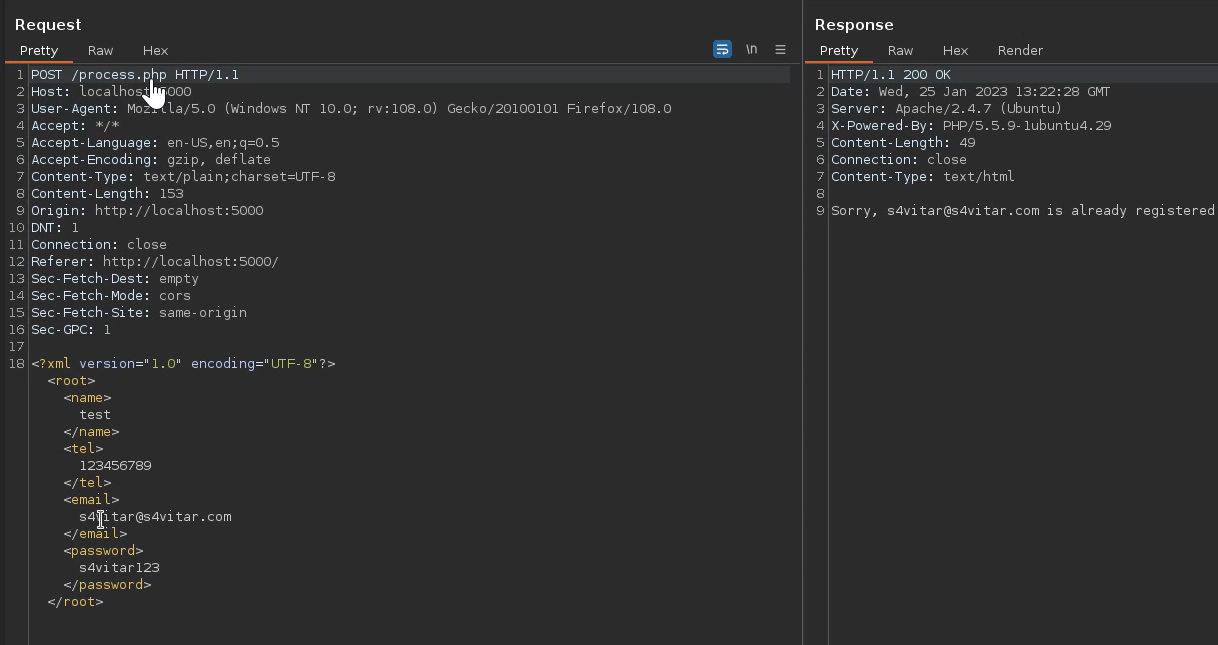 Request
Pretty Raw Hex \n
1 POST /process.php HTTP/1.1
2 Host: localhost:5000
3 User-Agent: Mozilla/5.0 (Windows NT 10.0; rv:108.0) Gecko/20100101 Firefox/108.0
4 Accept: */*
5 Accept-Language: en-US,en;q=0.5
6 Accept-Encoding: gzip, deflate
7 Content-Type: text/plain;charset=UTF-8
8 Content-Length: 153
9 Origin: http://localhost:5000
10 DNT: 1
11 Connection: close
12 Referer: http://localhost:5000/
13 Sec-Fetch-Dest: empty
14 Sec-Fetch-Mode: cors
15 Sec-Fetch-Site: same-origin
16 Sec-GPC: 1
17
18 <?xml version="1.0" encoding="UTF-8"?>
<root>
<name>
test
</name>
<tel>
123456789
</tel>
<email>
s4vitar@s4vitar.com
</email>
<password>
s4vitar123
</password>
</root>
Response
Pretty Raw Hex Render
1 HTTP/1.1 200 OK
2 Date: Wed, 25 Jan 2023 13:22:28 GMT
3 Server: Apache/2.4.7 (Ubuntu)
4 X-Powered-By: PHP/5.5.9-1ubuntu4.29
5 Content-Length: 49
6 Connection: close
7 Content-Type: text/html
8
9 Sorry, s4vitar@s4vitar.com is already registered